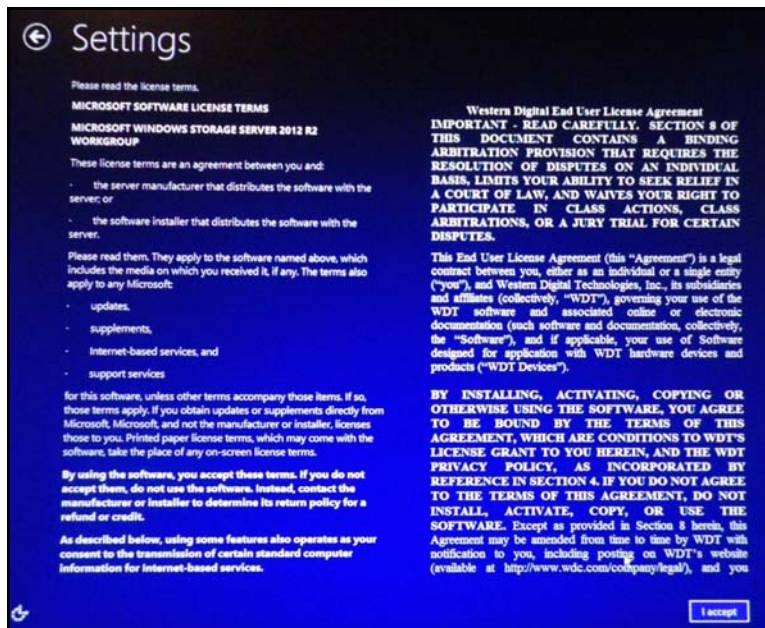 Settings
Please read the license terms.
MICROSOFT SOFTWARE LICENSE TERMS
MICROSOFT WINDOWS STORAGE SERVER 2012 R2
WORKGROUP
These license terms are an agreement between you and:
· the server manufacturer that distributes the software with the
server; or
· the software installer that distributes the software with the
server.
Please read them. They apply to the software named above, which
includes the media on which you received it, if any. The terms also
apply to any Microsoft:
· updates,
· supplements,
· Internet-based services, and
· support services
for this software, unless other terms accompany those items. If so,
those terms apply. If you obtain updates or supplements directly from
Microsoft, Microsoft, and not the manufacturer or installer, licenses
those to you. Printed paper license terms, which may come with the
software, take the place of any on-screen license terms.
By using the software, you accept these terms. If you do not
accept them, do not use the software. Instead, contact the
manufacturer or installer to determine its return policy for a
refund or credit.
As described below, using some features also operates as your
consent to the transmission of certain standard computer
information for Internet-based services.
Western Digital End User License Agreement
IMPORTANT - READ CAREFULLY. SECTION 8 OF
THIS DOCUMENT CONTAINS A BINDING
ARBITRATION PROVISION THAT REQUIRES THE
RESOLUTION OF DISPUTES ON AN INDIVIDUAL
BASIS, LIMITS YOUR ABILITY TO SEEK RELIEF IN
A COURT OF LAW, AND WAIVES YOUR RIGHT TO
PARTICIPATE IN CLASS ACTIONS, CLASS
ARBITRATIONS, OR A JURY TRIAL FOR CERTAIN
DISPUTES.
This End User License Agreement (this “Agreement”) is a legal
contract between you, either as an individual or a single entity
(“you”), and Western Digital Technologies, Inc., its subsidiaries
and affiliates (collectively, “WDT”), governing your use of the
WDT software and associated online or electronic
documentation (such software and documentation, collectively,
the “Software”), and if applicable, your use of Software
designed for application with WDT hardware devices and
products (“WDT Devices”).
BY INSTALLING, ACTIVATING, COPYING OR
OTHERWISE USING THE SOFTWARE, YOU AGREE
TO BE BOUND BY THE TERMS OF THIS
AGREEMENT, WHICH ARE CONDITIONS TO WDT’S
LICENSE GRANT TO YOU HEREIN, AND THE WDT
PRIVACY POLICY, AS INCORPORATED BY
REFERENCE IN SECTION 4. IF YOU DO NOT AGREE
TO THE TERMS OF THIS AGREEMENT, DO NOT
INSTALL, ACTIVATE, COPY, OR USE THE
SOFTWARE. Except as provided in Section 8 herein, this
Agreement may be amended from time to time by WDT with
notification to you, including posting on WDT’s website
(available at http://www.wdc.com/company/legal/), and you
I accept